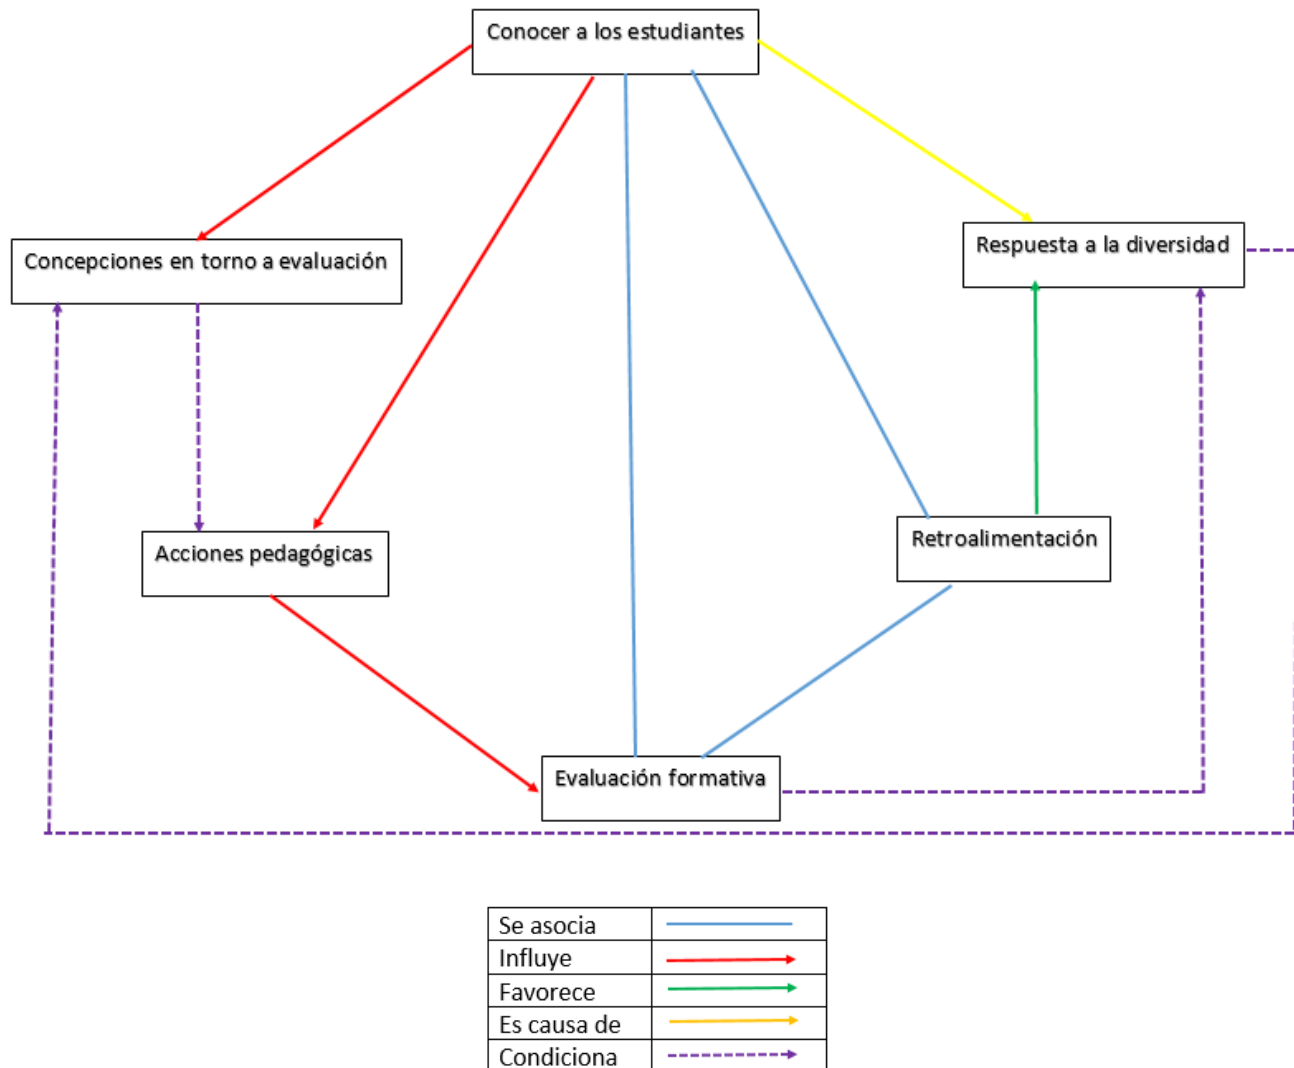 Conocer a los estudiantes
Respuesta a la diversidad
Concepciones en torno a evaluación
Retroalimentación
Acciones pedagógicas
Evaluación formativa
Se asocia
Influye
Favorece
Es causa de
Condiciona